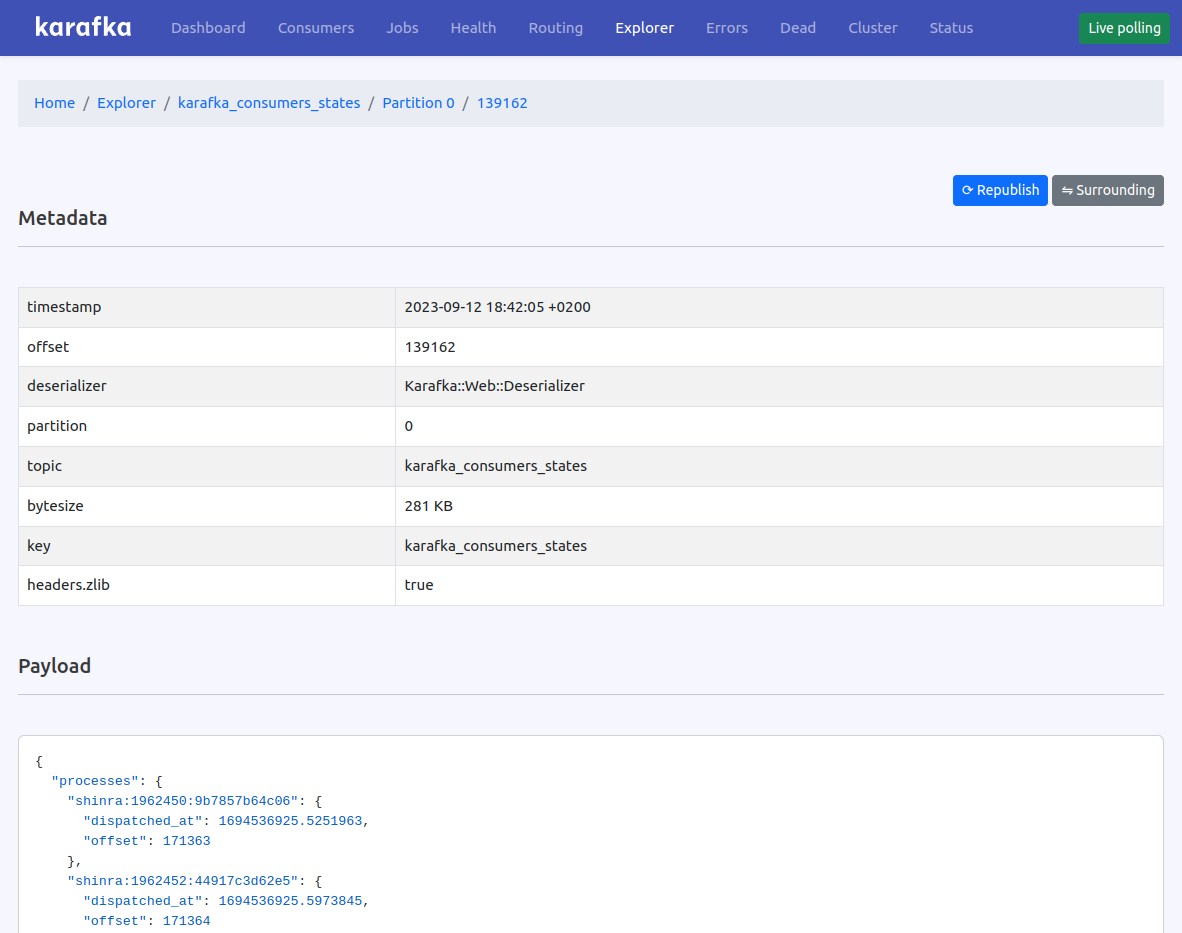 karafka Dashboard Consumers Jobs Health Routing Explorer Errors Dead Cluster Status Live polling
Home / Explorer / karafka_consumers_states / Partition 0 / 139162
⟳ Republish ⇋ Surrounding
Metadata
timestamp 2023-09-12 18:42:05 +0200
offset 139162
deserializer Karafka::Web::Deserializer
partition 0
topic karafka_consumers_states
bytesize 281 KB
key karafka_consumers_states
headers.zlib true
Payload
{
"processes": {
"shinra:1962450:9b7857b64c06": {
"dispatched_at": 1694536925.5251963,
"offset": 171363
},
"shinra:1962452:44917c3d62e5": {
"dispatched_at": 1694536925.5973845,
"offset": 171364